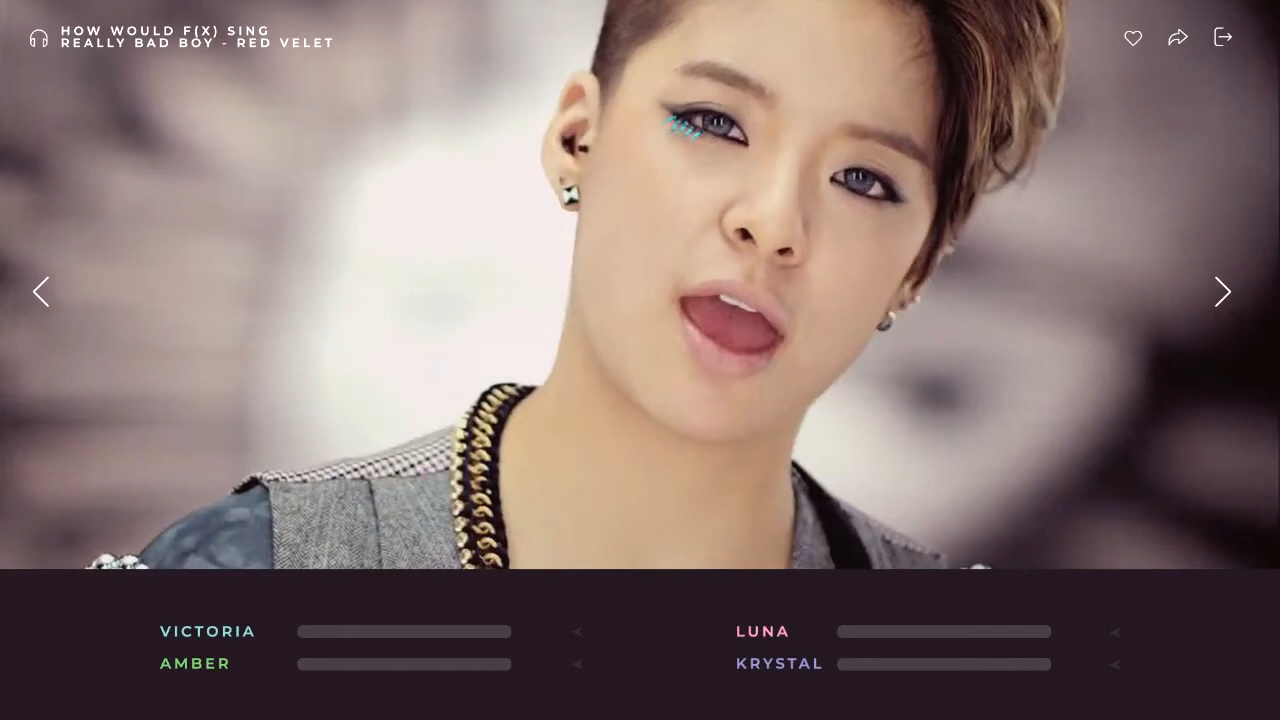 HOW WOULD F(X) SING
REALLY BAD BOY - RED VELET
VICTORIA
LUNA
AMBER
KRYSTAL